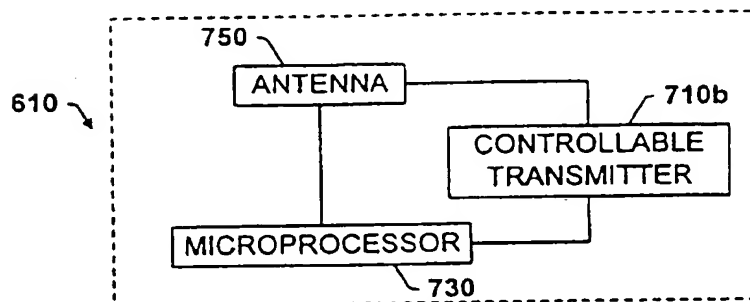 750
ANTENNA
610
710b
CONTROLLABLE
TRANSMITTER
MICROPROCESSOR
730